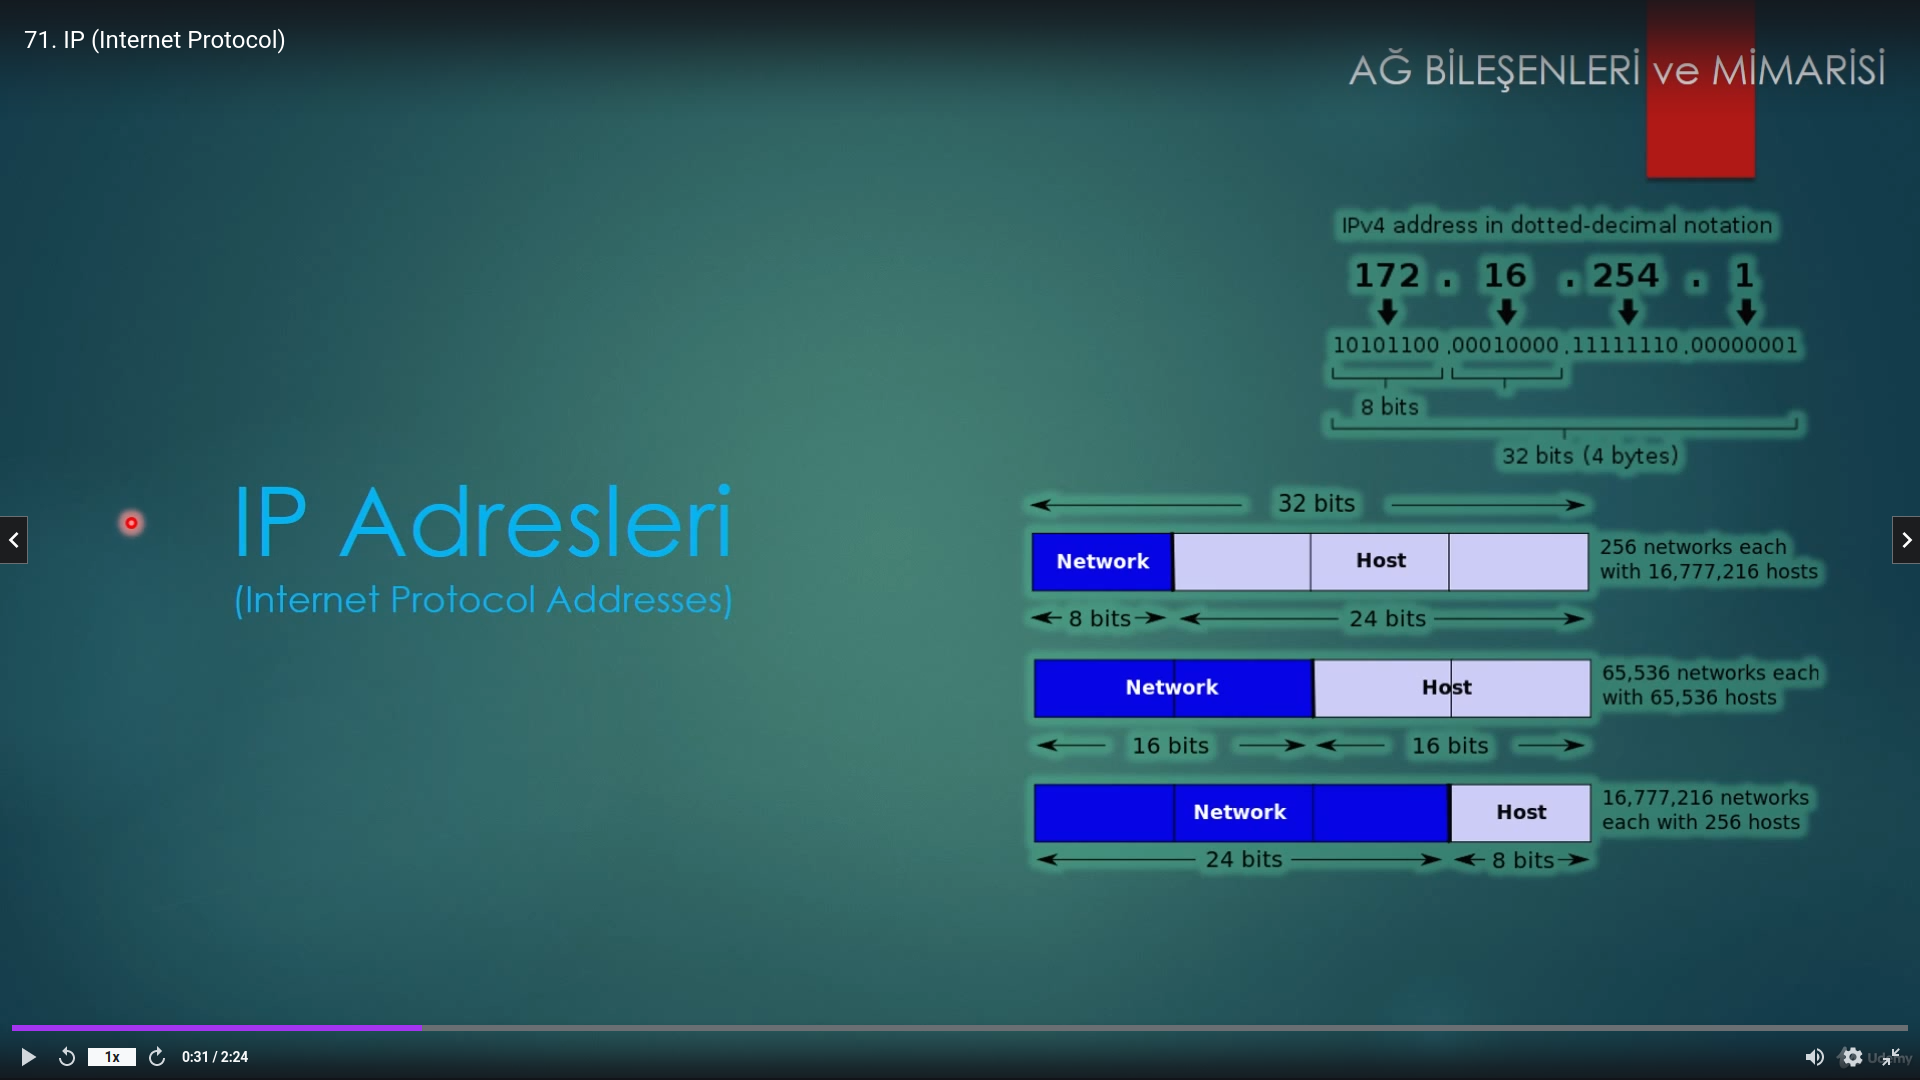 71. IP (Internet Protocol)
AĞ BİLEŞENLERİ ve MİMARİSİ
IPv4 address in dotted-decimal notation
172 . 16 . 254 . 1
10101100 .00010000 .11111110 .00000001
8 bits
32 bits (4 bytes)
IP Adresleri
(Internet Protocol Addresses)
32 bits
Network Host
256 networks each
with 16,777,216 hosts
8 bits 24 bits
Network Host
65,536 networks each
with 65,536 hosts
16 bits 16 bits
Network Host
16,777,216 networks
each with 256 hosts
24 bits 8 bits
1x 0:31 / 2:24
Udemy